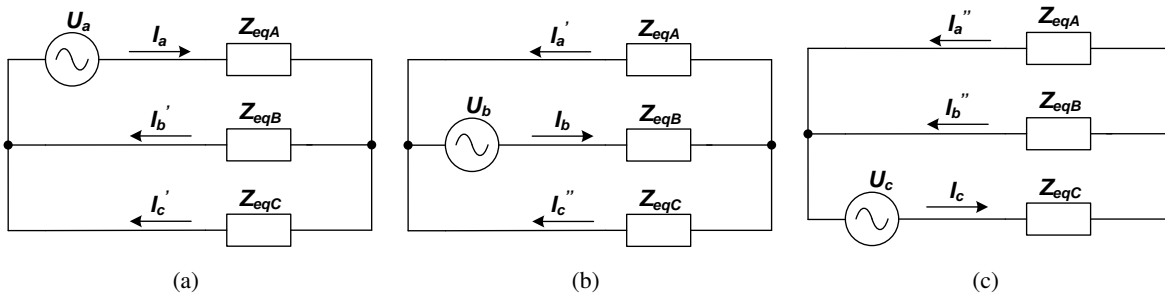 U_a I_a Z_eqA
I_b' Z_eqB
I_c' Z_eqC
(a)
I_a' Z_eqA
U_b I_b Z_eqB
I_c'' Z_eqC
(b)
I_a'' Z_eqA
I_b'' Z_eqB
U_c I_c Z_eqC
(c)